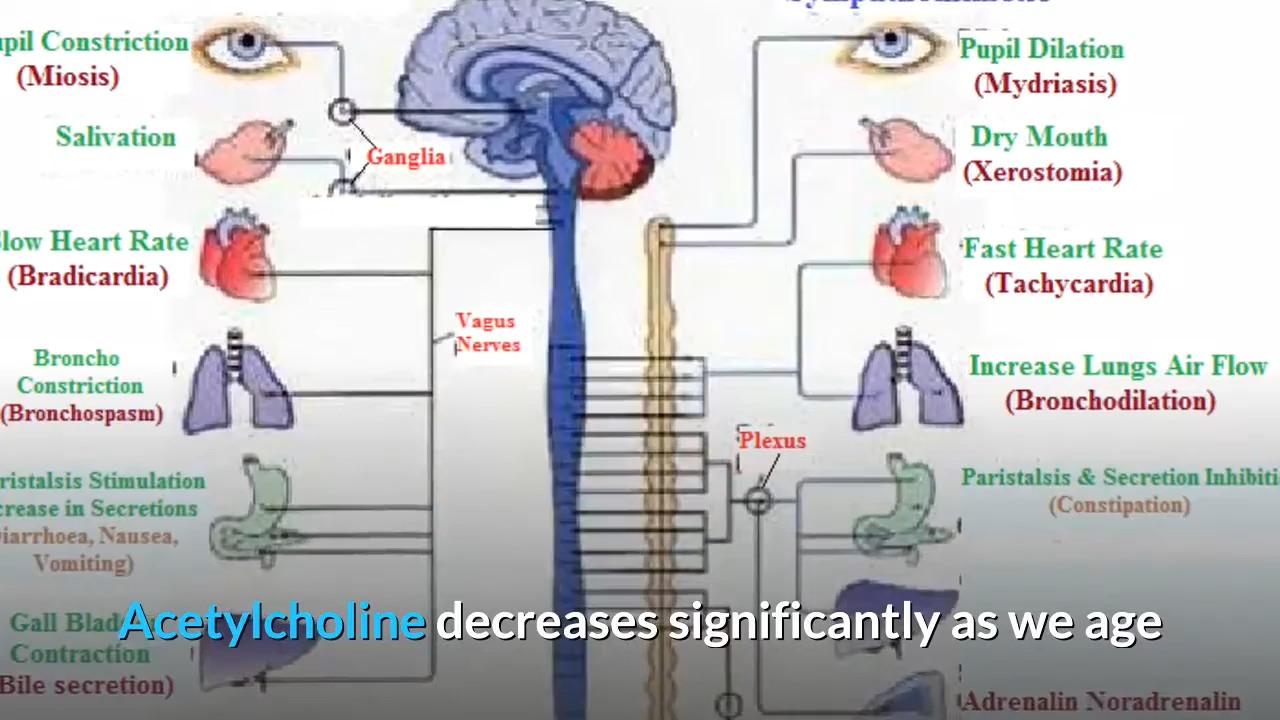 upil Constriction
(Miosis)
Salivation
Ganglia
low Heart Rate
(Bradicardia)
Vagus
Nerves
Broncho
Constriction
(Bronchospasm)
ristalsis Stimulation
crease in Secretions
iarrhoea, Nausea,
Vomiting)
Gall Blad
Contraction
Bile secretion)
Pupil Dilation
(Mydriasis)
Dry Mouth
(Xerostomia)
Fast Heart Rate
(Tachycardia)
Increase Lungs Air Flow
(Bronchodilation)
Plexus
Paristalsis & Secretion Inhibiti
(Constipation)
Adrenalin Noradrenalin
Acetylcholine decreases significantly as we age